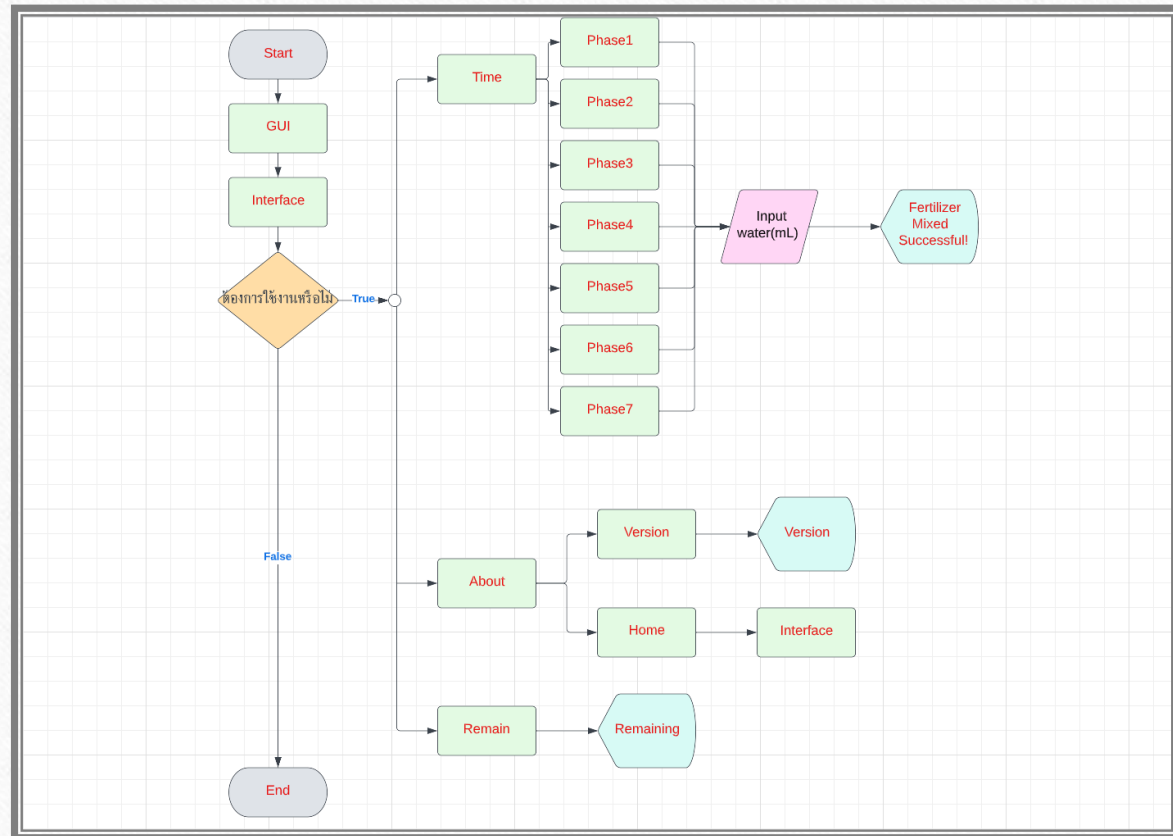 Start
GUI
Interface
ต้องการใช้งานหรือไม่
True
False
End
Time
Phase1
Phase2
Phase3
Phase4
Phase5
Phase6
Phase7
Input
water(mL)
Fertilizer
Mixed
Successful!
About
Version
Version
Home
Interface
Remain
Remaining